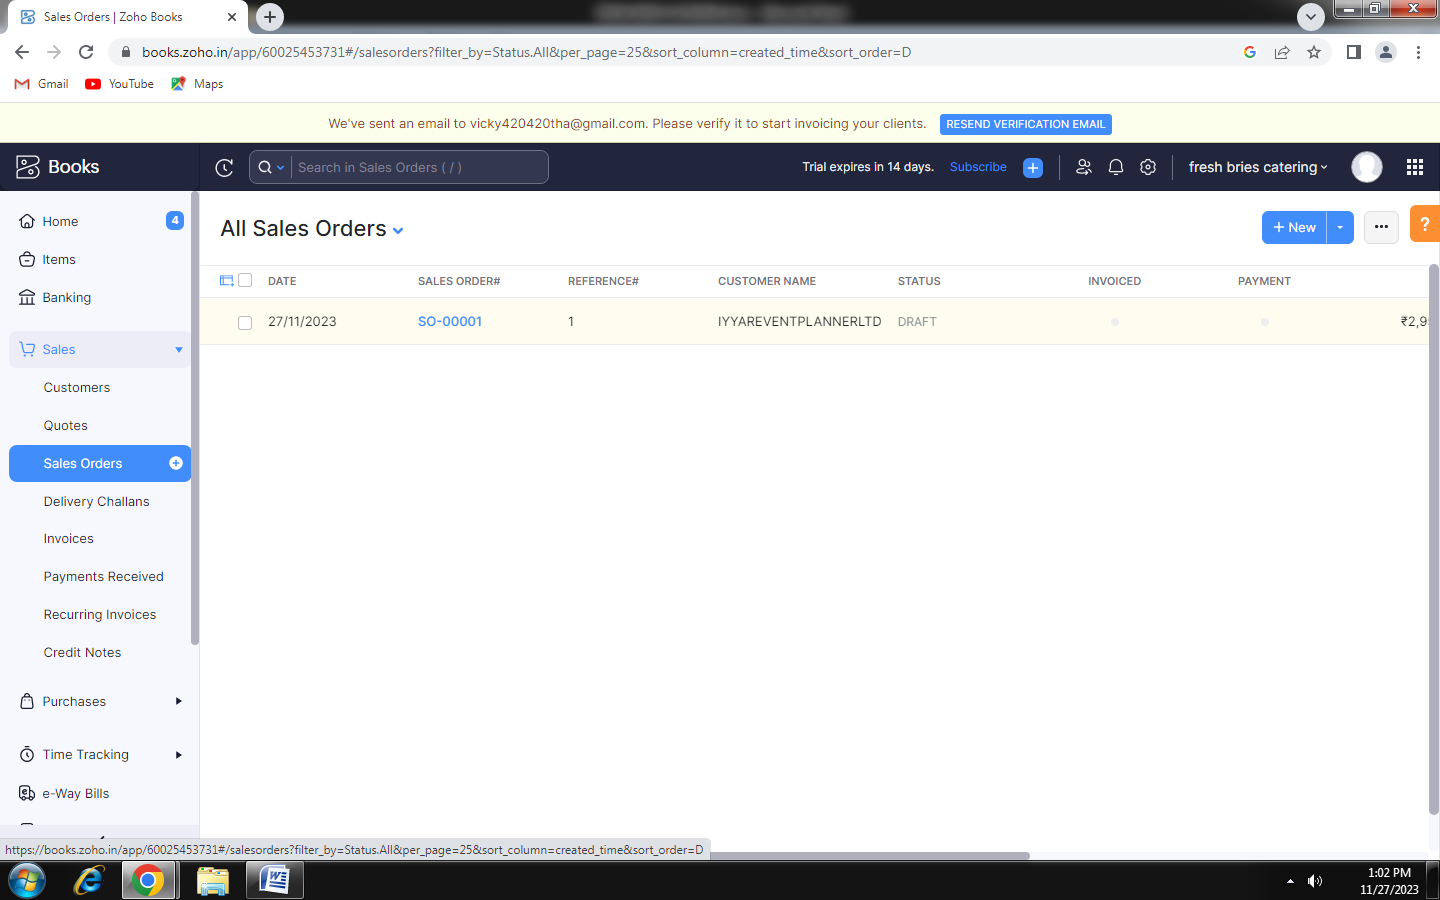 Sales Orders | Zoho Books
books.zoho.in/app/60025453731#/salesorders?filter_by=Status.All&per_page=25&sort_column=created_time&sort_order=D
Gmail YouTube Maps
We've sent an email to vicky420420tha@gmail.com. Please verify it to start invoicing your clients. RESEND VERIFICATION EMAIL
Books
Search in Sales Orders ( / )
Trial expires in 14 days. Subscribe
fresh bries catering
Home 4
Items
Banking
Sales
Customers
Quotes
Sales Orders
Delivery Challans
Invoices
Payments Received
Recurring Invoices
Credit Notes
Purchases
Time Tracking
e-Way Bills
All Sales Orders
+ New
?
DATE SALES ORDER# REFERENCE# CUSTOMER NAME STATUS INVOICED PAYMENT
27/11/2023 SO-00001 1 IYYAREVENTPLANNERLTD DRAFT ₹2,9
https://books.zoho.in/app/60025453731#/salesorders?filter_by=Status.All&per_page=25&sort_column=created_time&sort_order=D
1:02 PM
11/27/2023